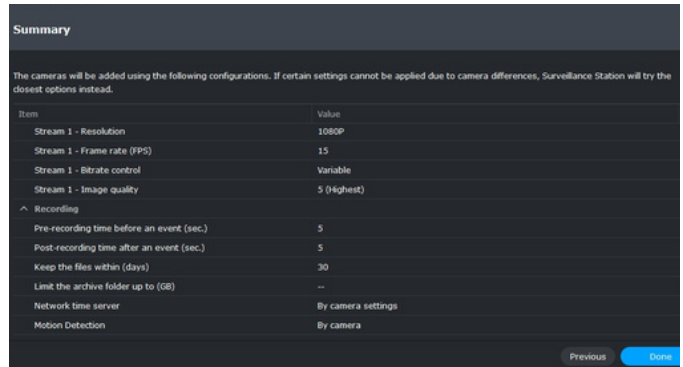 Summary
The cameras will be added using the following configurations. If certain settings cannot be applied due to camera differences, Surveillance Station will try the
closest options instead.
Item Value
Stream 1 - Resolution 1080P
Stream 1 - Frame rate (FPS) 15
Stream 1 - Bitrate control Variable
Stream 1 - Image quality 5 (Highest)
Recording
Pre-recording time before an event (sec.) 5
Post-recording time after an event (sec.) 5
Keep the files within (days) 30
Limit the archive folder up to (GB) --
Network time server By camera settings
Motion Detection By camera
Previous Done